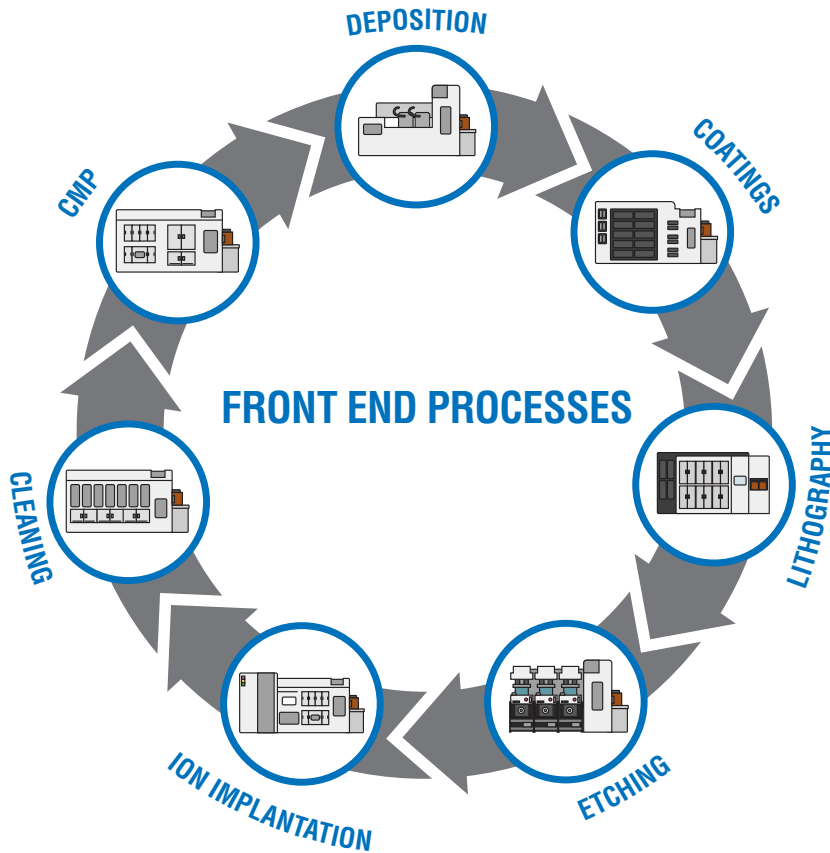 DEPOSITION
COATINGS
LITHOGRAPHY
ETCHING
ION IMPLANTATION
CLEANING
CMP
FRONT END PROCESSES